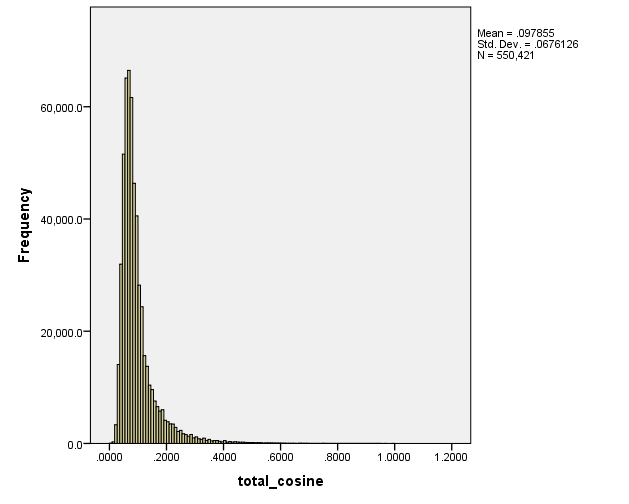 Mean = .097855
Std. Dev. = .0676126
N = 550,421
Frequency
60,000.0
40,000.0
20,000.0
0.0
.0000 .2000 .4000 .6000 .8000 1.0000 1.2000
total_cosine